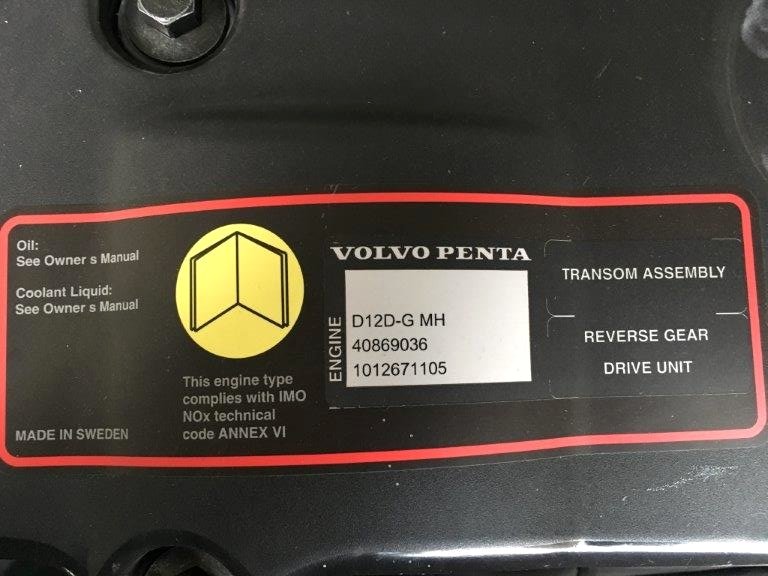 Oil:
See Owner s Manual
Coolant Liquid:
See Owner s Manual
MADE IN SWEDEN
This engine type
complies with IMO
NOx technical
code ANNEX VI
VOLVO PENTA
ENGINE
D12D-G MH
40869036
1012671105
TRANSOM ASSEMBLY
REVERSE GEAR
DRIVE UNIT